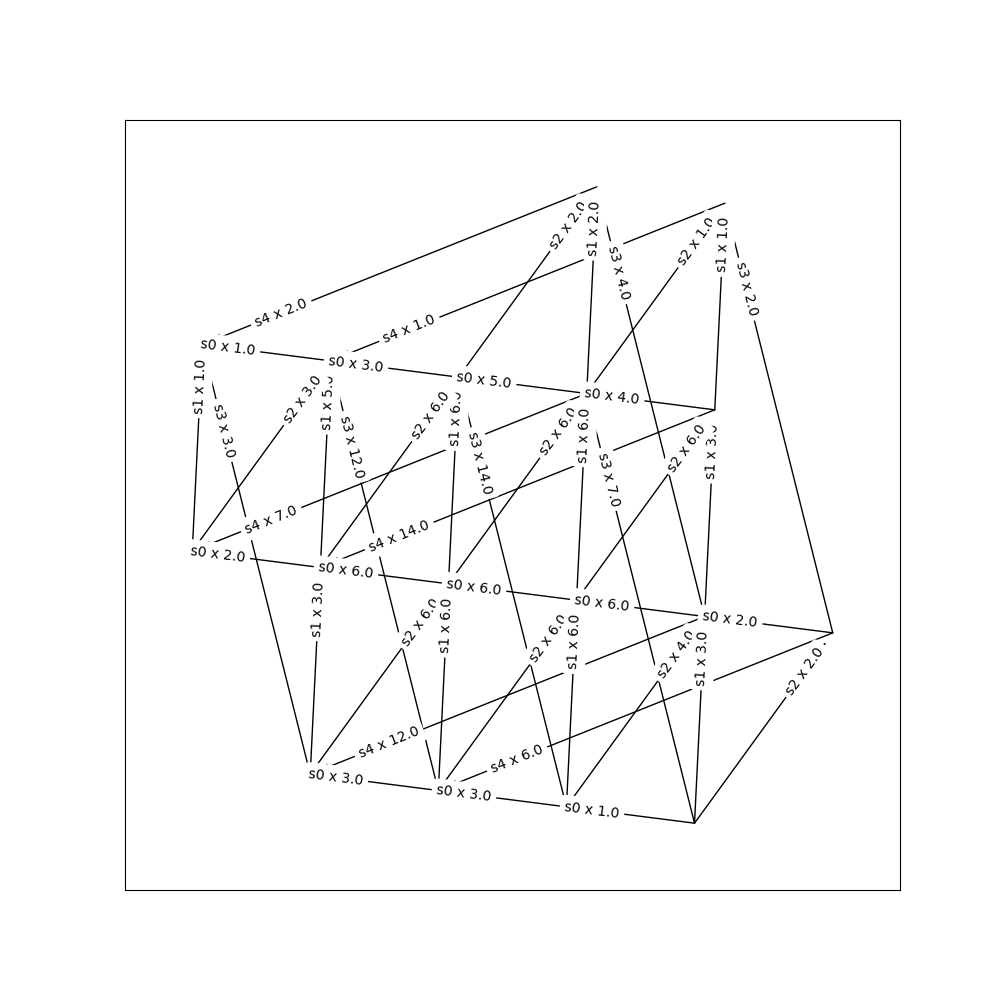 s2 x 2.0
s1 x 2.0
s2 x 1.0
s1 x 1.0
s3 x 4.0
s3 x 2.0
s4 x 2.0
s4 x 1.0
s0 x 1.0
s0 x 3.0
s0 x 5.0
s0 x 4.0
s1 x 1.0
s2 x 3.0
s1 x 5.0
s2 x 6.0
s1 x 6.0
s2 x 6.0
s1 x 6.0
s2 x 6.0
s1 x 3.0
s3 x 3.0
s3 x 12.0
s3 x 14.0
s3 x 7.0
s4 x 7.0
s4 x 14.0
s0 x 2.0
s0 x 6.0
s0 x 6.0
s0 x 6.0
s0 x 2.0
s1 x 3.0
s2 x 6.0
s1 x 6.0
s2 x 6.0
s1 x 6.0
s2 x 4.0
s1 x 3.0
s2 x 2.0
s4 x 12.0
s4 x 6.0
s0 x 3.0
s0 x 3.0
s0 x 1.0